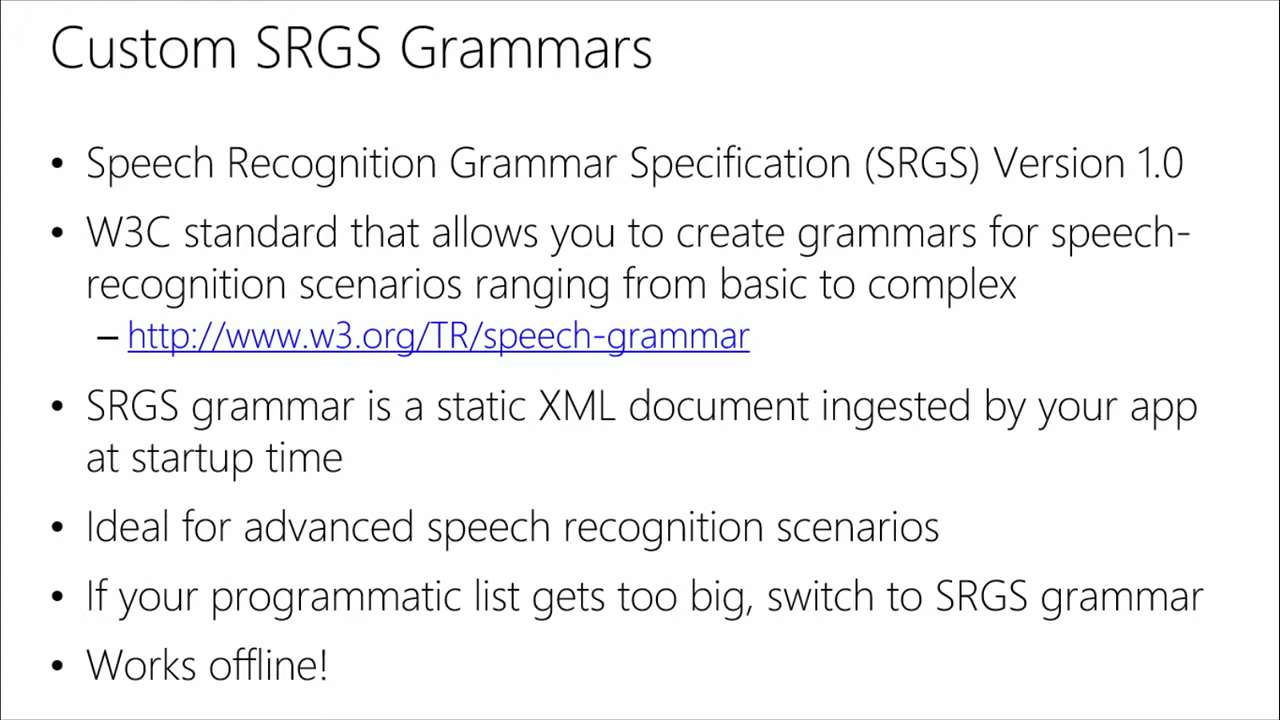 Custom SRGS Grammars
• Speech Recognition Grammar Specification (SRGS) Version 1.0
• W3C standard that allows you to create grammars for speech-
recognition scenarios ranging from basic to complex
– http://www.w3.org/TR/speech-grammar
• SRGS grammar is a static XML document ingested by your app
at startup time
• Ideal for advanced speech recognition scenarios
• If your programmatic list gets too big, switch to SRGS grammar
• Works offline!